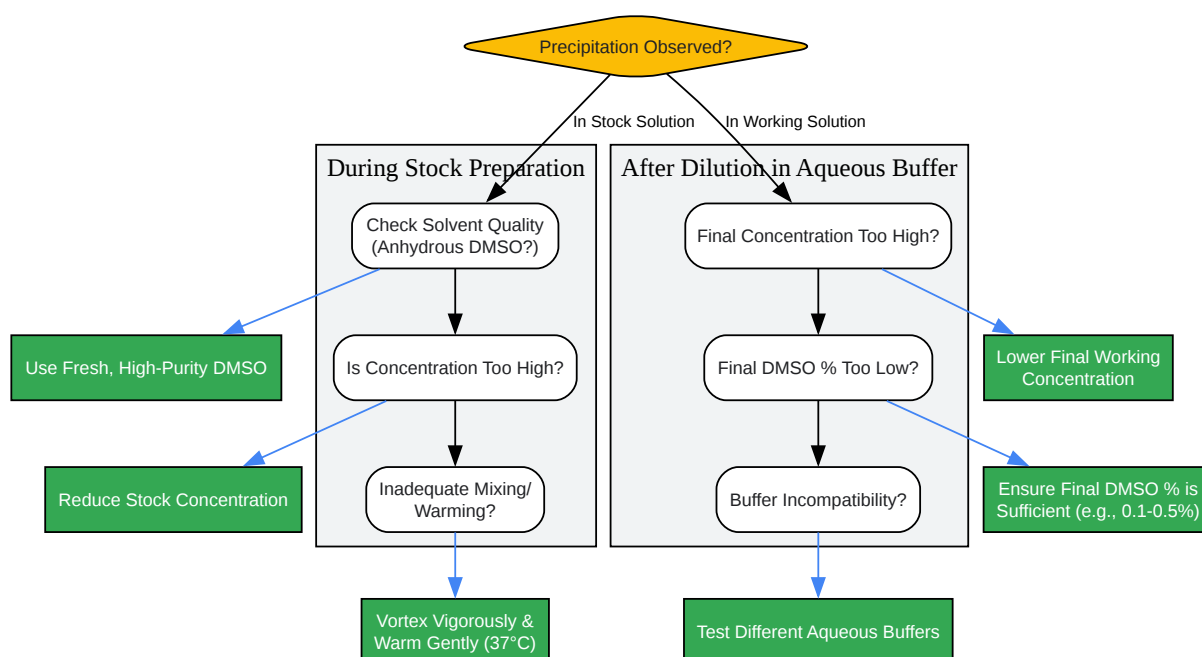 Precipitation Observed?
In Stock Solution
In Working Solution
During Stock Preparation
After Dilution in Aqueous Buffer
Check Solvent Quality
(Anhydrous DMSO?)
Final Concentration Too High?
Use Fresh, High-Purity DMSO
Is Concentration Too High?
Final DMSO % Too Low?
Lower Final Working
Concentration
Reduce Stock Concentration
Inadequate Mixing/
Warming?
Buffer Incompatibility?
Ensure Final DMSO % is
Sufficient (e.g., 0.1-0.5%)
Vortex Vigorously &
Warm Gently (37°C)
Test Different Aqueous Buffers